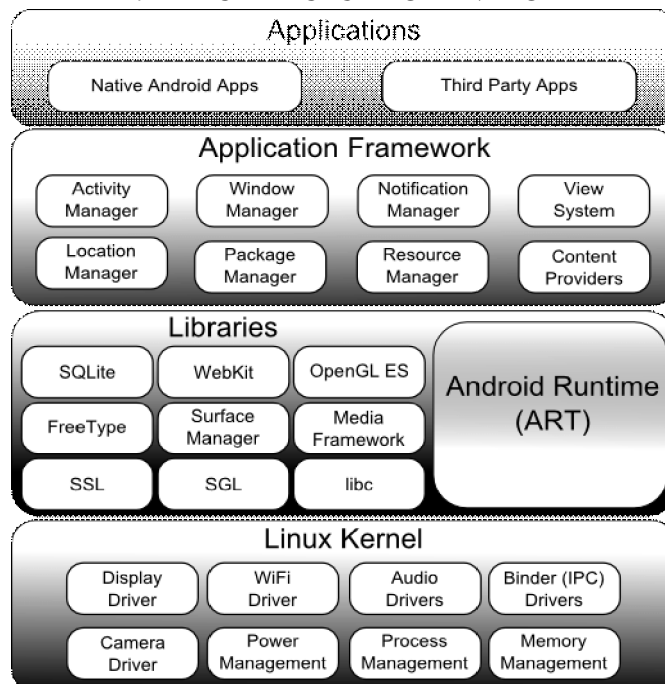 Applications
Native Android Apps
Third Party Apps
Application Framework
Activity
Manager
Window
Manager
Notification
Manager
View
System
Location
Manager
Package
Manager
Resource
Manager
Content
Providers
Libraries
SQLite
WebKit
OpenGL ES
FreeType
Surface
Manager
Media
Framework
SSL
SGL
libc
Android Runtime
(ART)
Linux Kernel
Display
Driver
WiFi
Driver
Audio
Drivers
Binder (IPC)
Drivers
Camera
Driver
Power
Management
Process
Management
Memory
Management